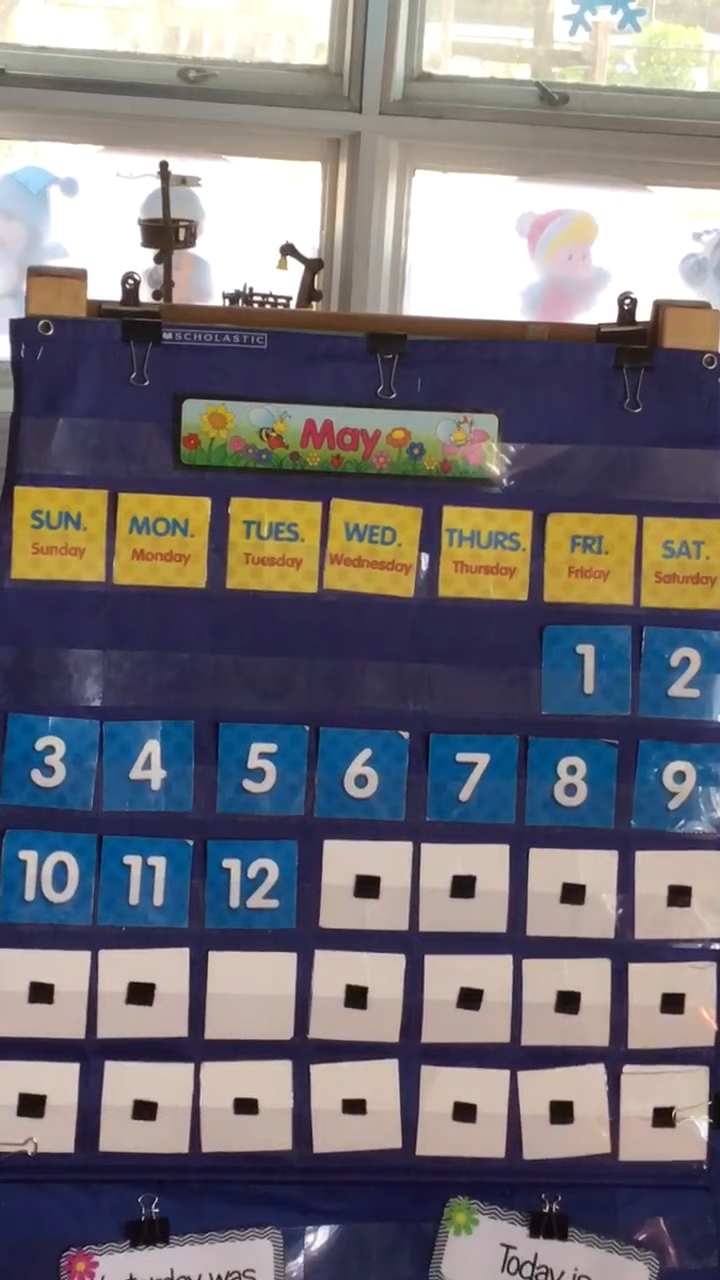 SCHOLASTIC
May
SUN. MON. TUES. WED. THURS. FRI. SAT.
Sunday Monday Tuesday Wednesday Thursday Friday Saturday
1 2
3 4 5 6 7 8 9
10 11 12
was
Today is